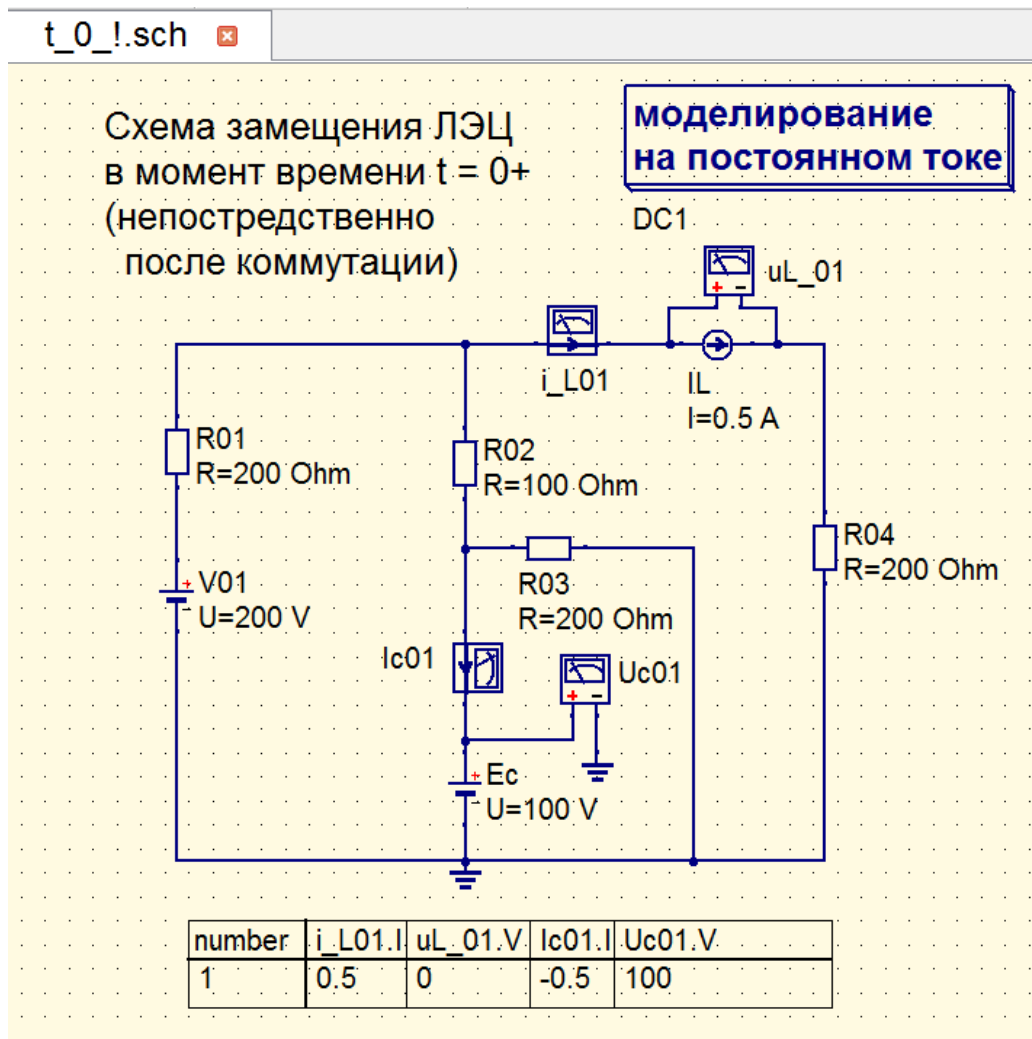 t_0_!.sch
Схема замещения ЛЭЦ
в момент времени t = 0+
(непостредственно
после коммутации)
моделирование
на постоянном токе
DC1
uL_01
i_L01
IL
I=0.5 A
R01
R=200 Ohm
R02
R=100 Ohm
R04
R=200 Ohm
V01
U=200 V
R03
R=200 Ohm
Ic01
Uc01
Ec
U=100 V
number i_L01.I uL_01.V Ic01.I Uc01.V
1 0.5 0 -0.5 100